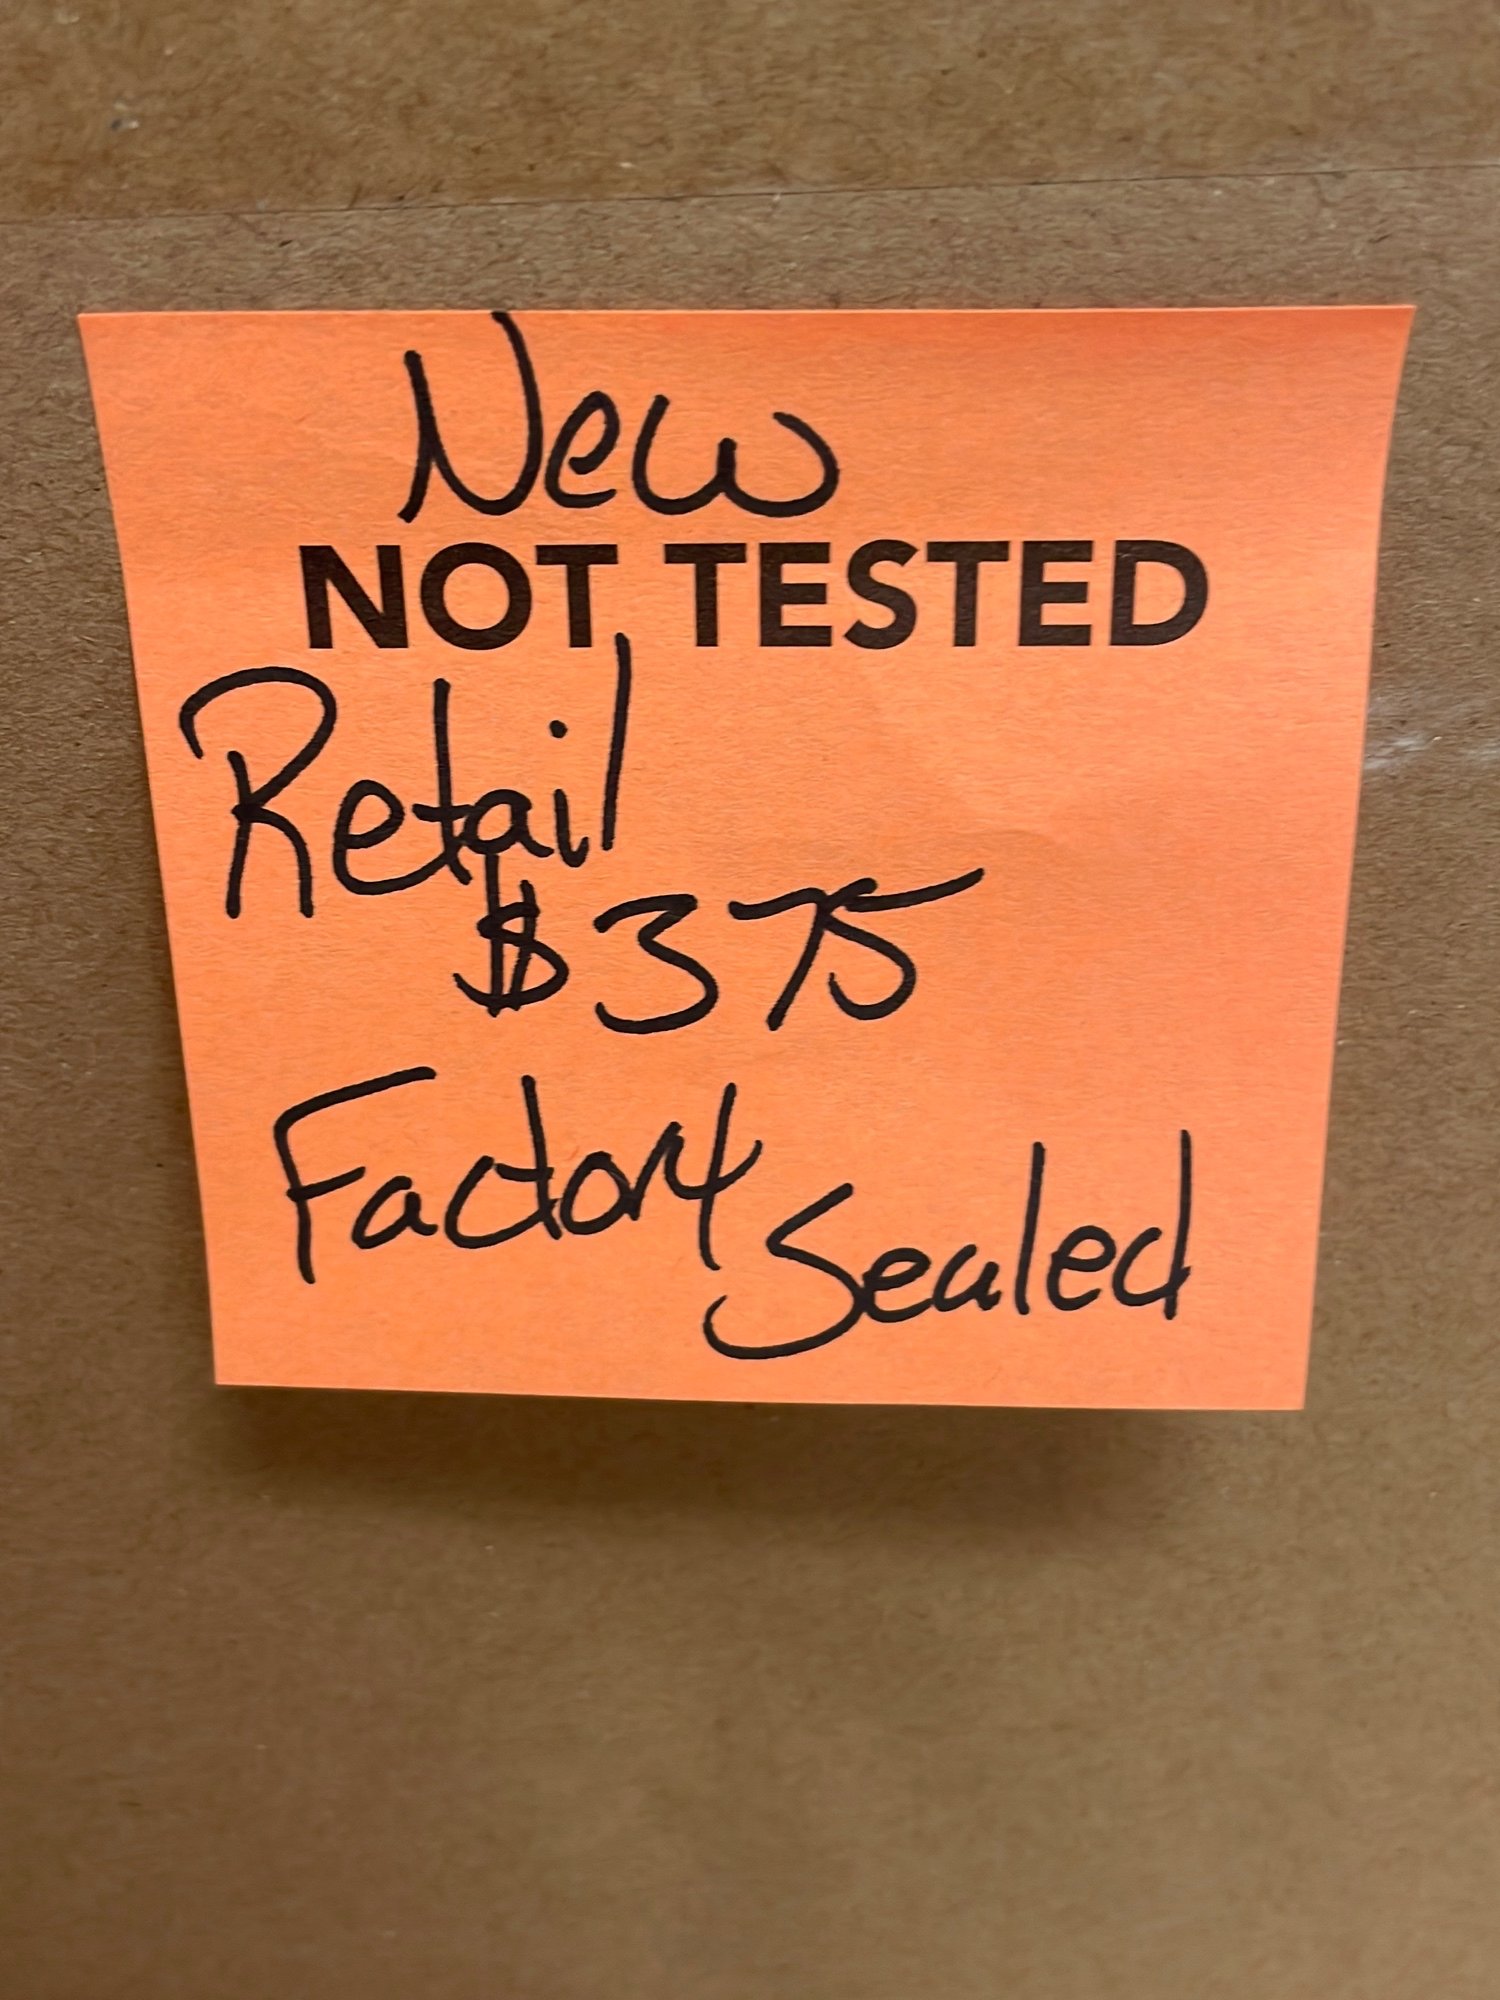 New
NOT TESTED
Retail
$375
Factory
Sealed